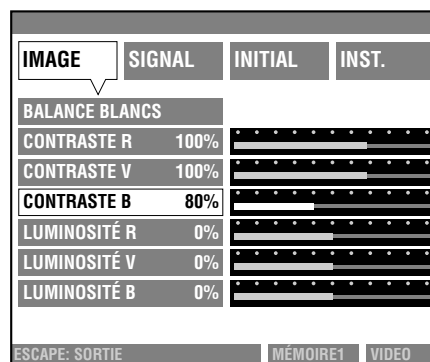 IMAGE SIGNAL INITIAL INST.
BALANCE BLANCS
CONTRASTE R 100%
CONTRASTE V 100%
CONTRASTE B 80%
LUMINOSITÉ R 0%
LUMINOSITÉ V 0%
LUMINOSITÉ B 0%
ESCAPE: SORTIE MÉMOIRE1 VIDEO